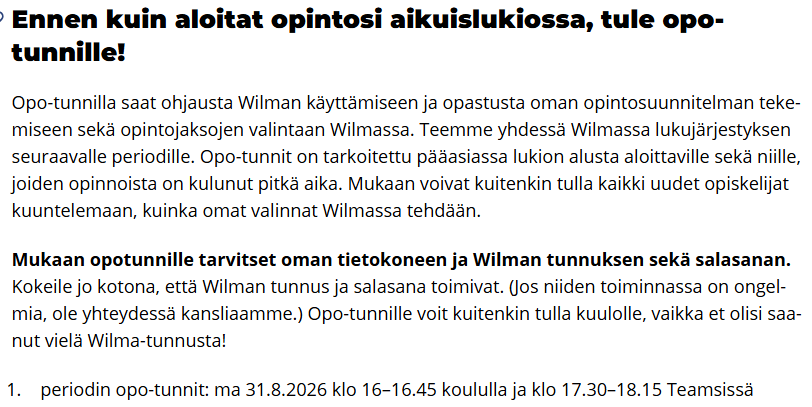 Ennen kuin aloitat opintosi aikuislukiossa, tule opo-
tunnille!
Opo-tunnilla saat ohjausta Wilman käyttämiseen ja opastusta oman opintosuunnitelman teke-
miseen sekä opintojaksojen valintaan Wilmassa. Teemme yhdessä Wilmassa lukujärjestyksen
seuraavalle periodille. Opo-tunnit on tarkoitettu pääasiassa lukion alusta aloittaville sekä niille,
joiden opinnoista on kulunut pitkä aika. Mukaan voivat kuitenkin tulla kaikki uudet opiskelijat
kuuntelemaan, kuinka omat valinnat Wilmassa tehdään.
Mukaan opotunnille tarvitset oman tietokoneen ja Wilman tunnuksen sekä salasanan.
Kokeile jo kotona, että Wilman tunnus ja salasana toimivat. (Jos niiden toiminnassa on ongel-
mia, ole yhteydessä kansliaamme.) Opo-tunnille voit kuitenkin tulla kuulolle, vaikka et olisi saa-
nut vielä Wilma-tunnusta!
1. periodin opo-tunnit: ma 31.8.2026 klo 16–16.45 koululla ja klo 17.30–18.15 Teamsissä